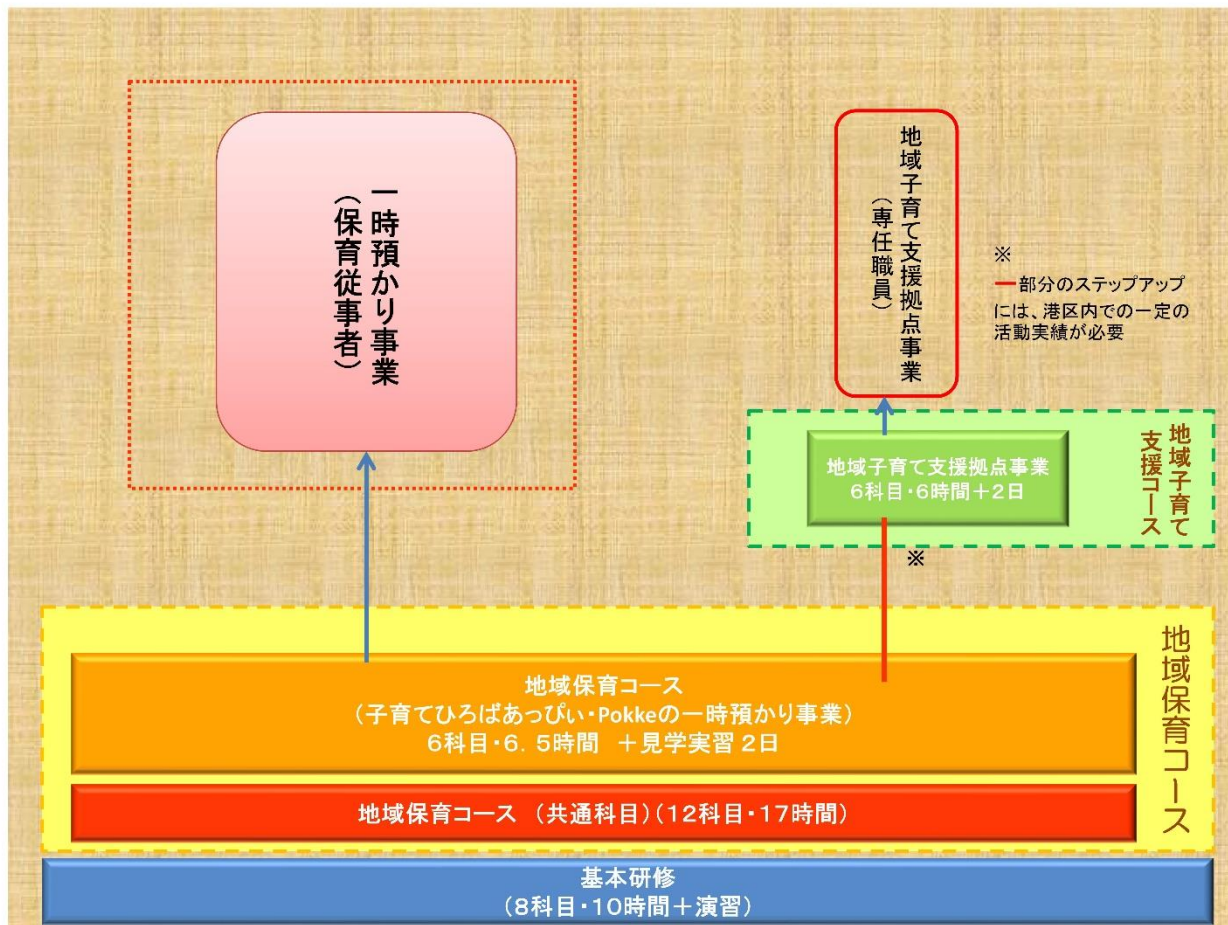 一時預かり事業
（保育従事者）
地域子育て支援拠点事業
（専任職員）
※
━部分のステップアップ
には、港区内での一定の
活動実績が必要
地域子育て支援拠点事業
6科目・6時間＋2日
地域子育て
支援コース
※
地域保育コース
（子育てひろばあっぴぃ・Pokkeの一時預かり事業）
6科目・6．5時間　＋見学実習 2日
地域保育コース　（共通科目）（12科目・17時間）
地域保育コース
基本研修
（8科目・10時間＋演習）